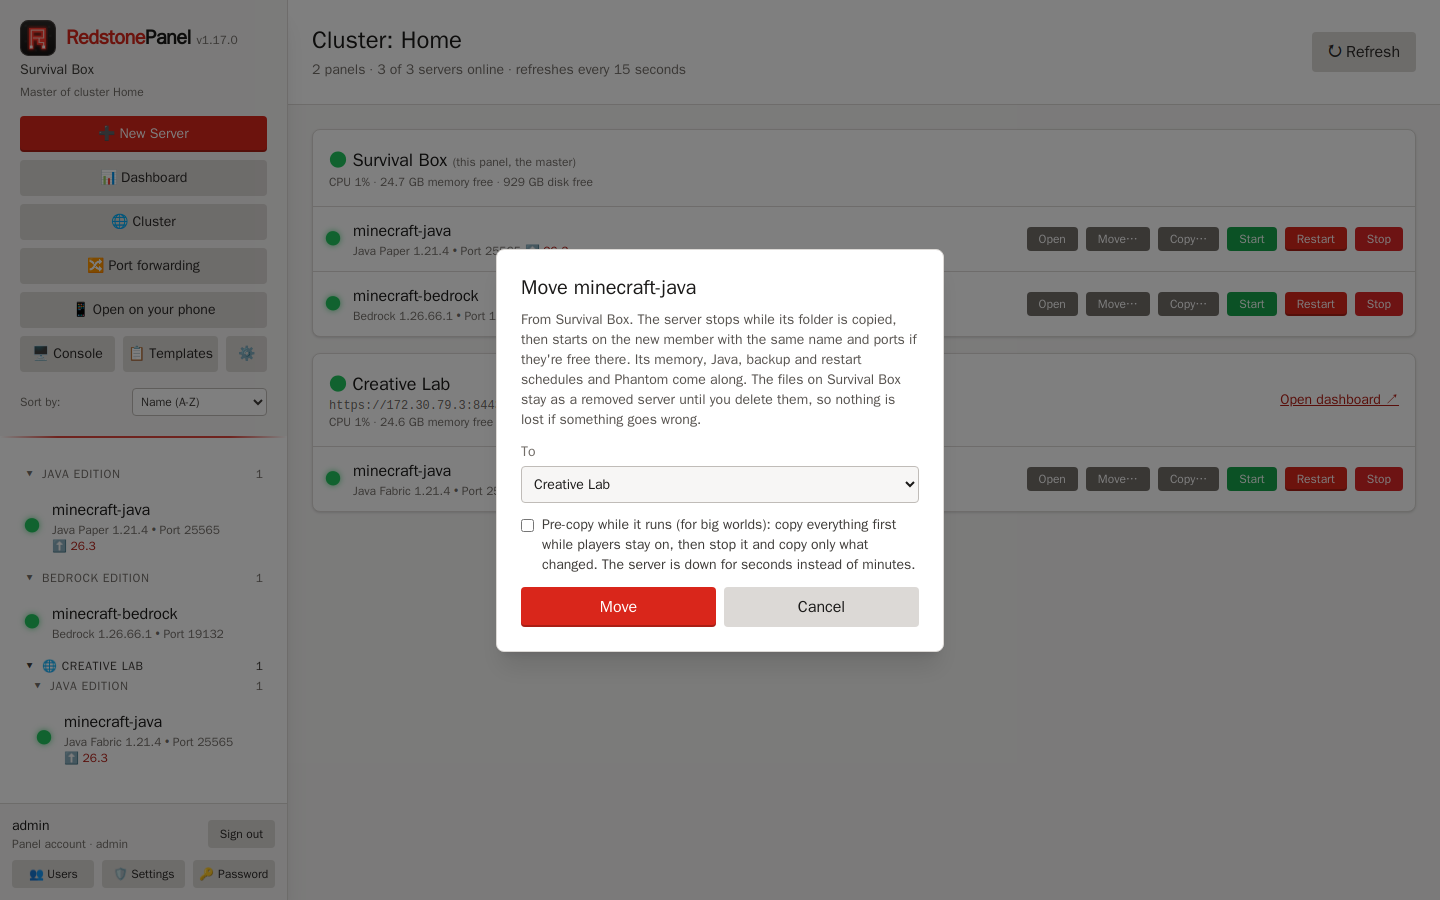 RedstonePanel v1.17.0
Survival Box
Master of cluster Home
New Server
Dashboard
Cluster
Port forwarding
Open on your phone
Console
Templates
Sort by:
Name (A-Z)
JAVA EDITION 1
minecraft-java
Java Paper 1.21.4 • Port 25565
26.3
BEDROCK EDITION 1
minecraft-bedrock
Bedrock 1.26.66.1 • Port 19132
CREATIVE LAB 1
JAVA EDITION 1
minecraft-java
Java Fabric 1.21.4 • Port 25565
26.3
admin
Panel account · admin
Sign out
Users
Settings
Password
Cluster: Home
2 panels · 3 of 3 servers online · refreshes every 15 seconds
Refresh
Survival Box (this panel, the master)
CPU 1% · 24.7 GB memory free · 929 GB disk free
minecraft-java
Java Paper 1.21.4 • Port 25565 26.3
Open Move··· Copy··· Start Restart Stop
minecraft-bedrock
Bedrock 1.26.66.1 • Port 1
Open Move··· Copy··· Start Restart Stop
Creative Lab
https://172.30.79.3:844
CPU 1% · 24.6 GB memory free
Open dashboard ↗
minecraft-java
Java Fabric 1.21.4 • Port 25
Open Move··· Copy··· Start Restart Stop
Move minecraft-java
From Survival Box. The server stops while its folder is copied,
then starts on the new member with the same name and ports if
they're free there. Its memory, Java, backup and restart
schedules and Phantom come along. The files on Survival Box
stay as a removed server until you delete them, so nothing is
lost if something goes wrong.
To
Creative Lab
Pre-copy while it runs (for big worlds): copy everything first
while players stay on, then stop it and copy only what
changed. The server is down for seconds instead of minutes.
Move
Cancel